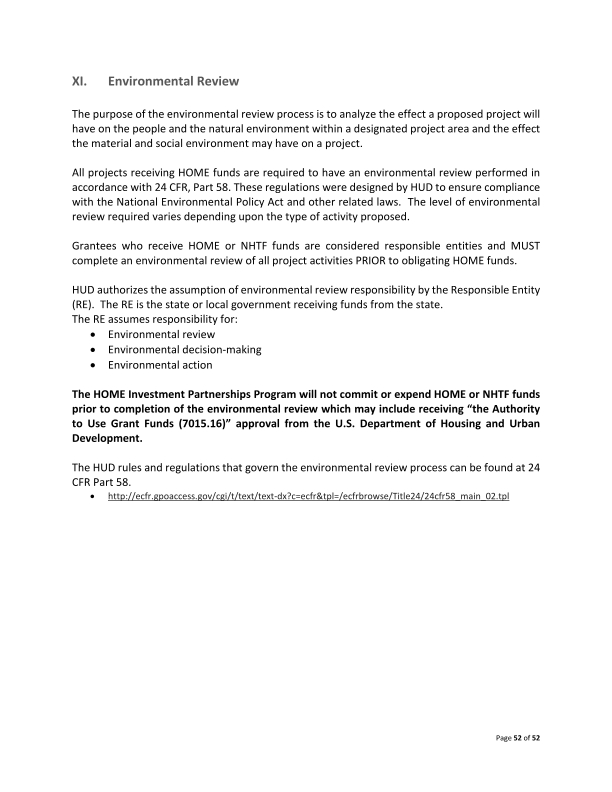 XI. Environmental Review
The purpose of the environmental review process is to analyze the effect a proposed project will
have on the people and the natural environment within a designated project area and the effect
the material and social environment may have on a project.
All projects receiving HOME funds are required to have an environmental review performed in
accordance with 24 CFR, Part 58. These regulations were designed by HUD to ensure compliance
with the National Environmental Policy Act and other related laws. The level of environmental
review required varies depending upon the type of activity proposed.
Grantees who receive HOME or NHTF funds are considered responsible entities and MUST
complete an environmental review of all project activities PRIOR to obligating HOME funds.
HUD authorizes the assumption of environmental review responsibility by the Responsible Entity
(RE). The RE is the state or local government receiving funds from the state.
The RE assumes responsibility for:
• Environmental review
• Environmental decision-making
• Environmental action
The HOME Investment Partnerships Program will not commit or expend HOME or NHTF funds
prior to completion of the environmental review which may include receiving “the Authority
to Use Grant Funds (7015.16)” approval from the U.S. Department of Housing and Urban
Development.
The HUD rules and regulations that govern the environmental review process can be found at 24
CFR Part 58.
• http://ecfr.gpoaccess.gov/cgi/t/text/text-dx?c=ecfr&tpl=/ecfrbrowse/Title24/24cfr58_main_02.tpl
Page 52 of 52